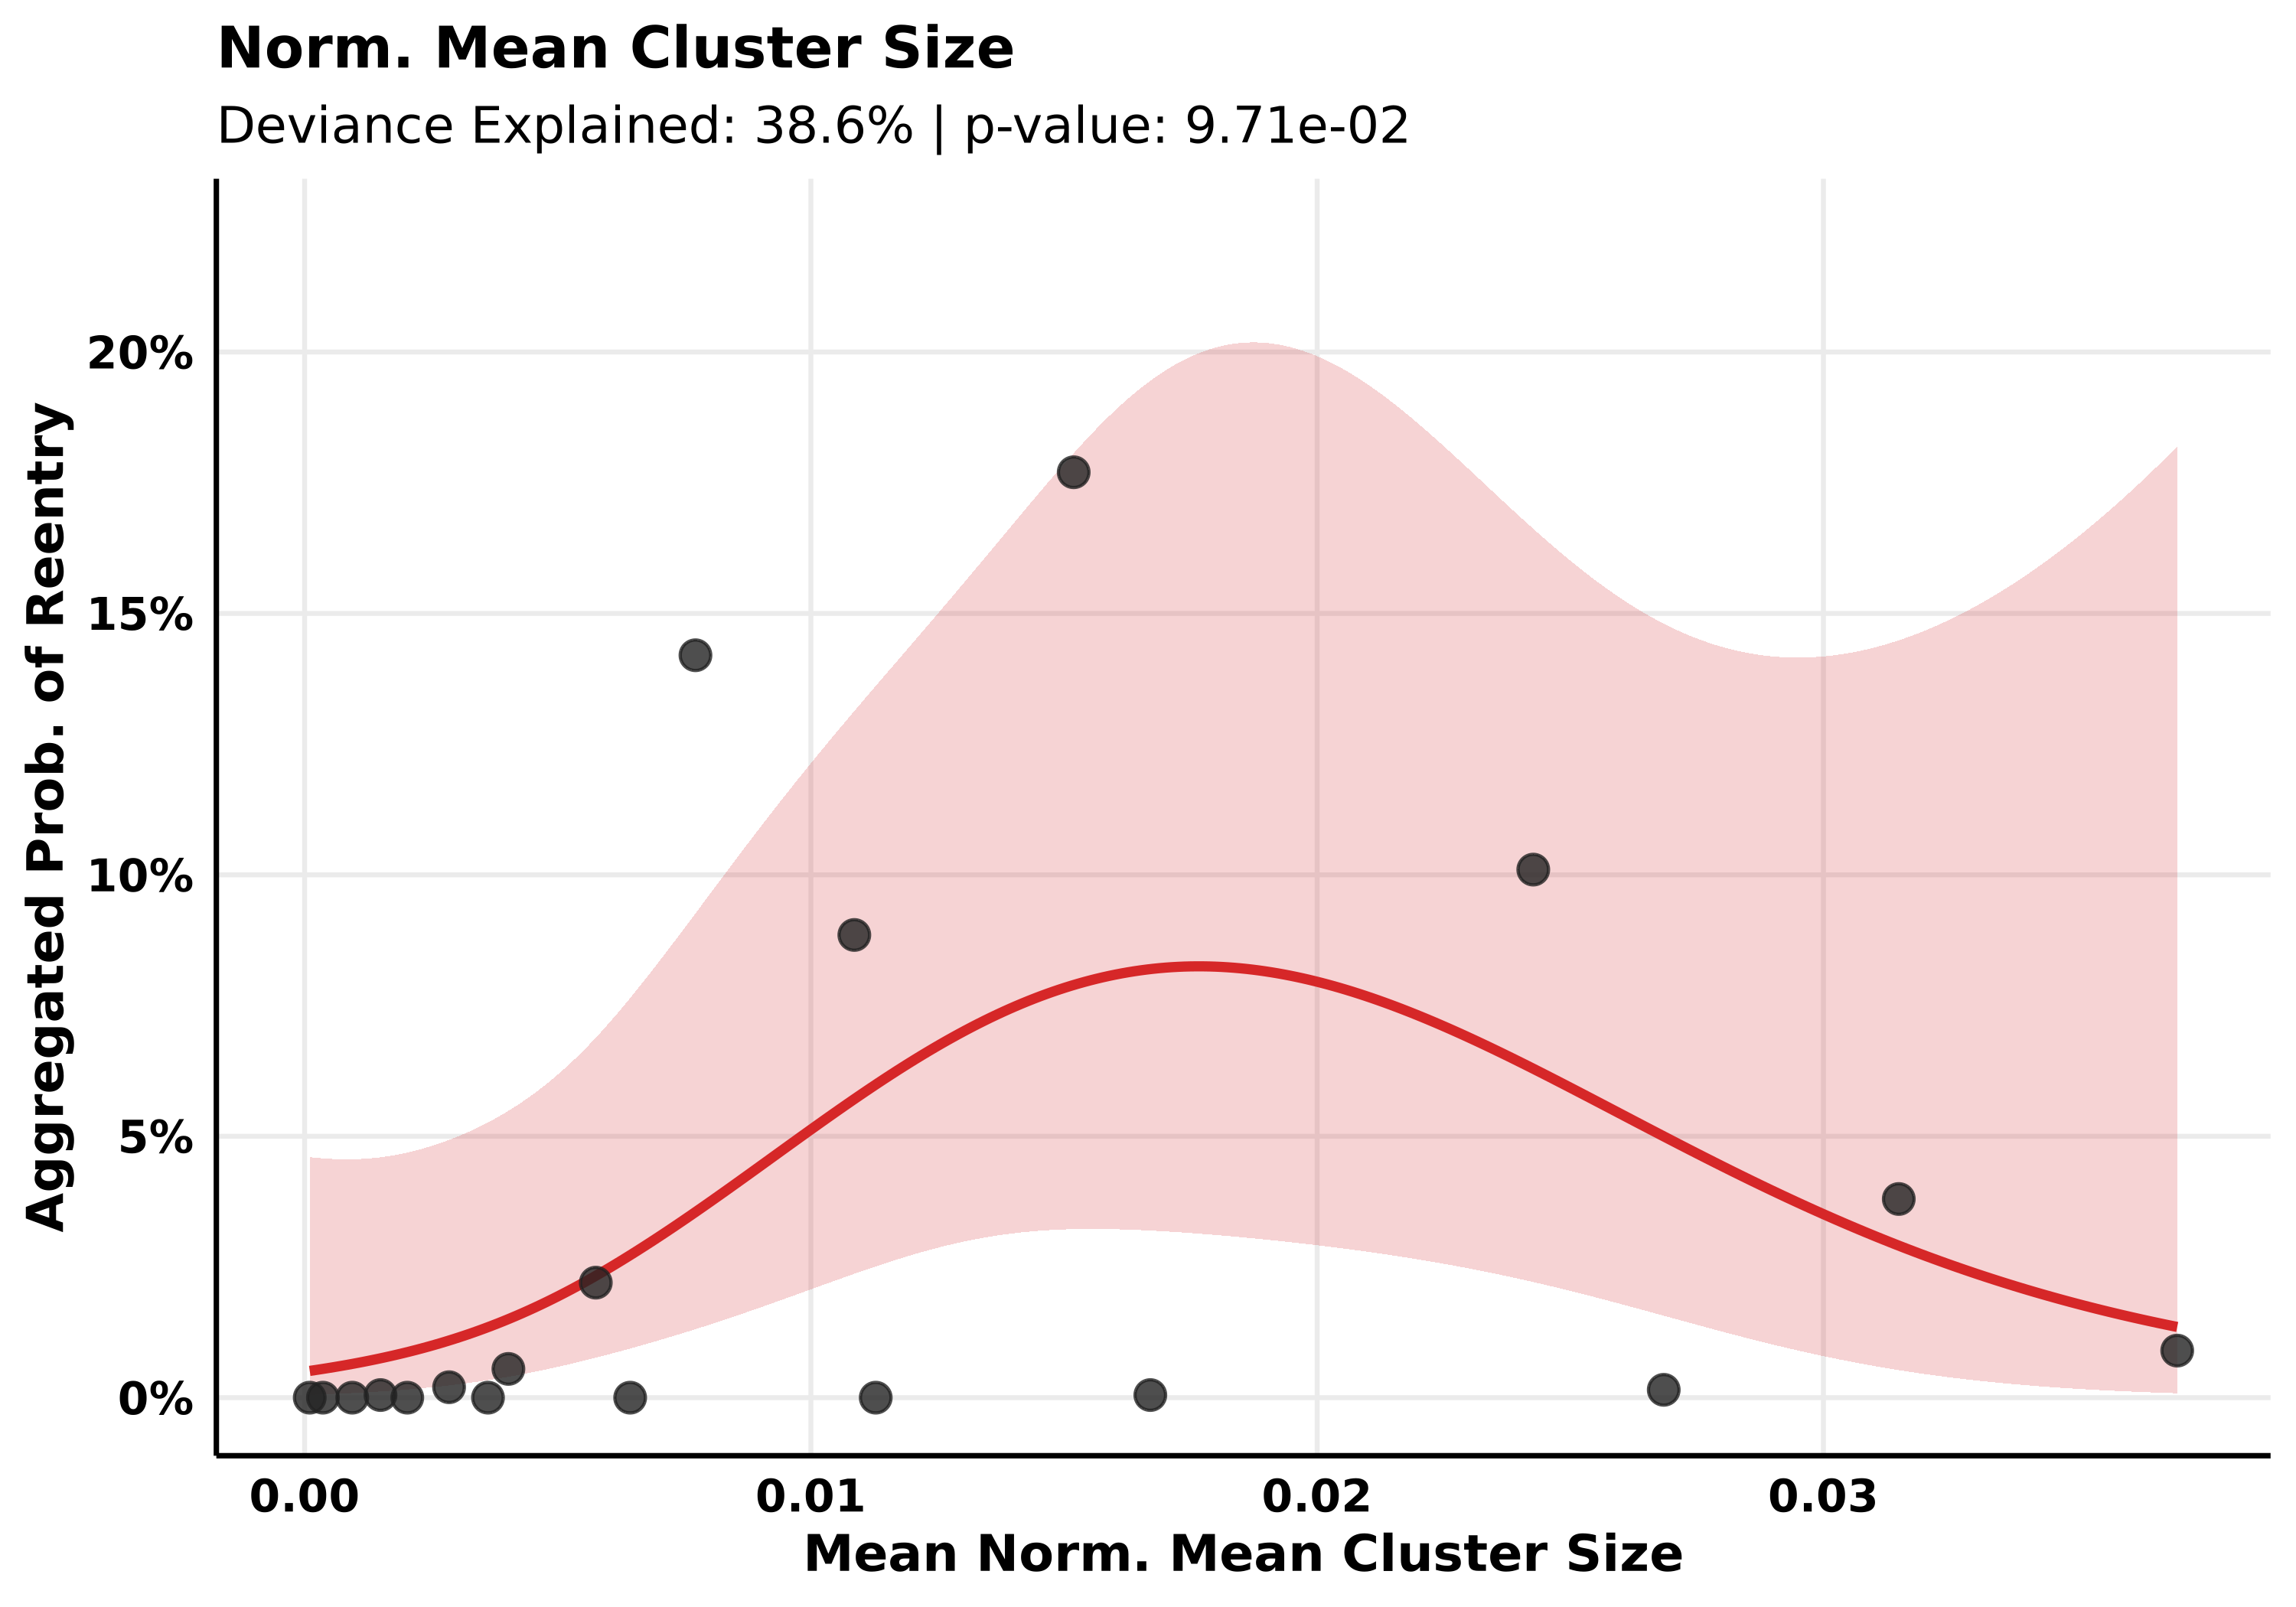 Norm. Mean Cluster Size
Deviance Explained: 38.6% | p-value: 9.71e-02
Aggregated Prob. of Reentry
20%
15%
10%
5%
0%
0.00
0.01
0.02
0.03
Mean Norm. Mean Cluster Size